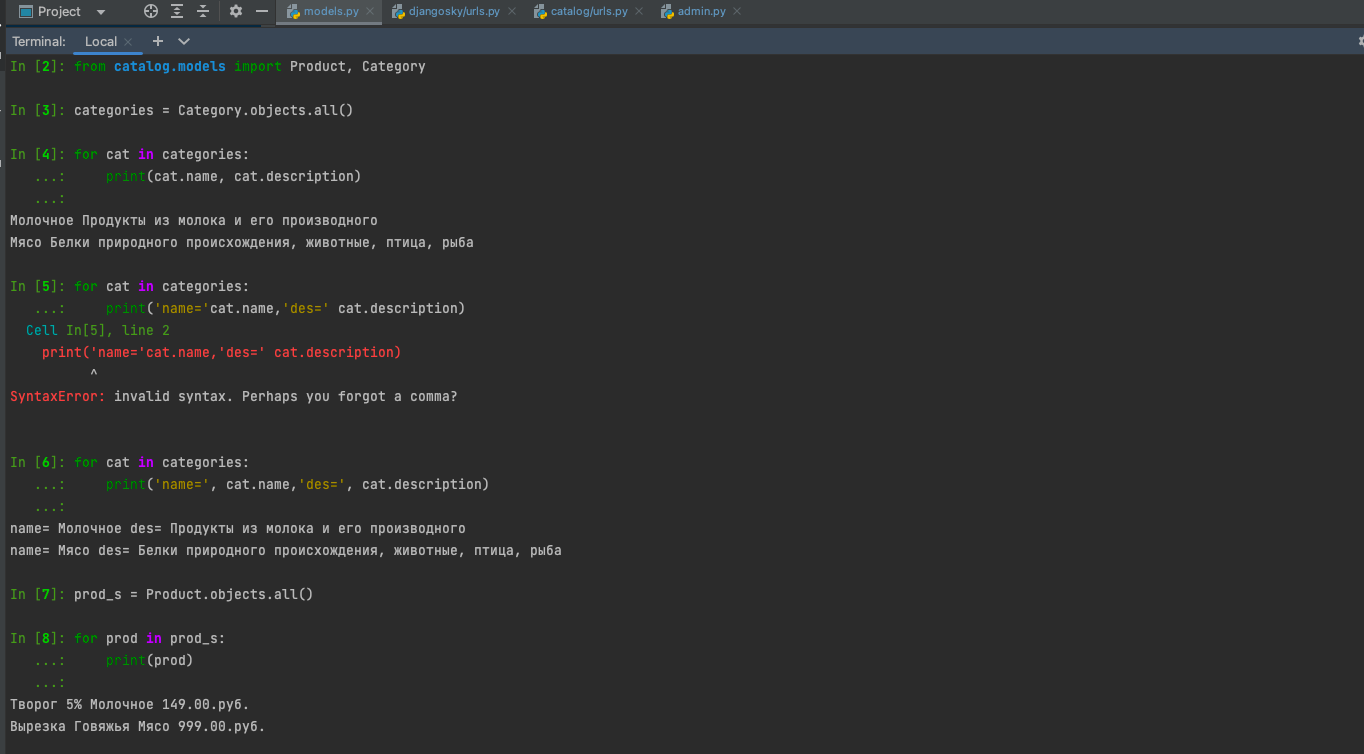 Project
models.py
djangosky/urls.py
catalog/urls.py
admin.py
Terminal: Local
In [2]: from catalog.models import Product, Category
In [3]: categories = Category.objects.all()
In [4]: for cat in categories:
   ...:     print(cat.name, cat.description)
   ...:
Молочное Продукты из молока и его производного
Мясо Белки природного происхождения, животные, птица, рыба
In [5]: for cat in categories:
   ...:     print('name='cat.name,'des=' cat.description)
  Cell In[5], line 2
    print('name='cat.name,'des=' cat.description)
          ^
SyntaxError: invalid syntax. Perhaps you forgot a comma?
In [6]: for cat in categories:
   ...:     print('name=', cat.name,'des=', cat.description)
   ...:
name= Молочное des= Продукты из молока и его производного
name= Мясо des= Белки природного происхождения, животные, птица, рыба
In [7]: prod_s = Product.objects.all()
In [8]: for prod in prod_s:
   ...:     print(prod)
   ...:
Творог 5% Молочное 149.00.руб.
Вырезка Говяжья Мясо 999.00.руб.